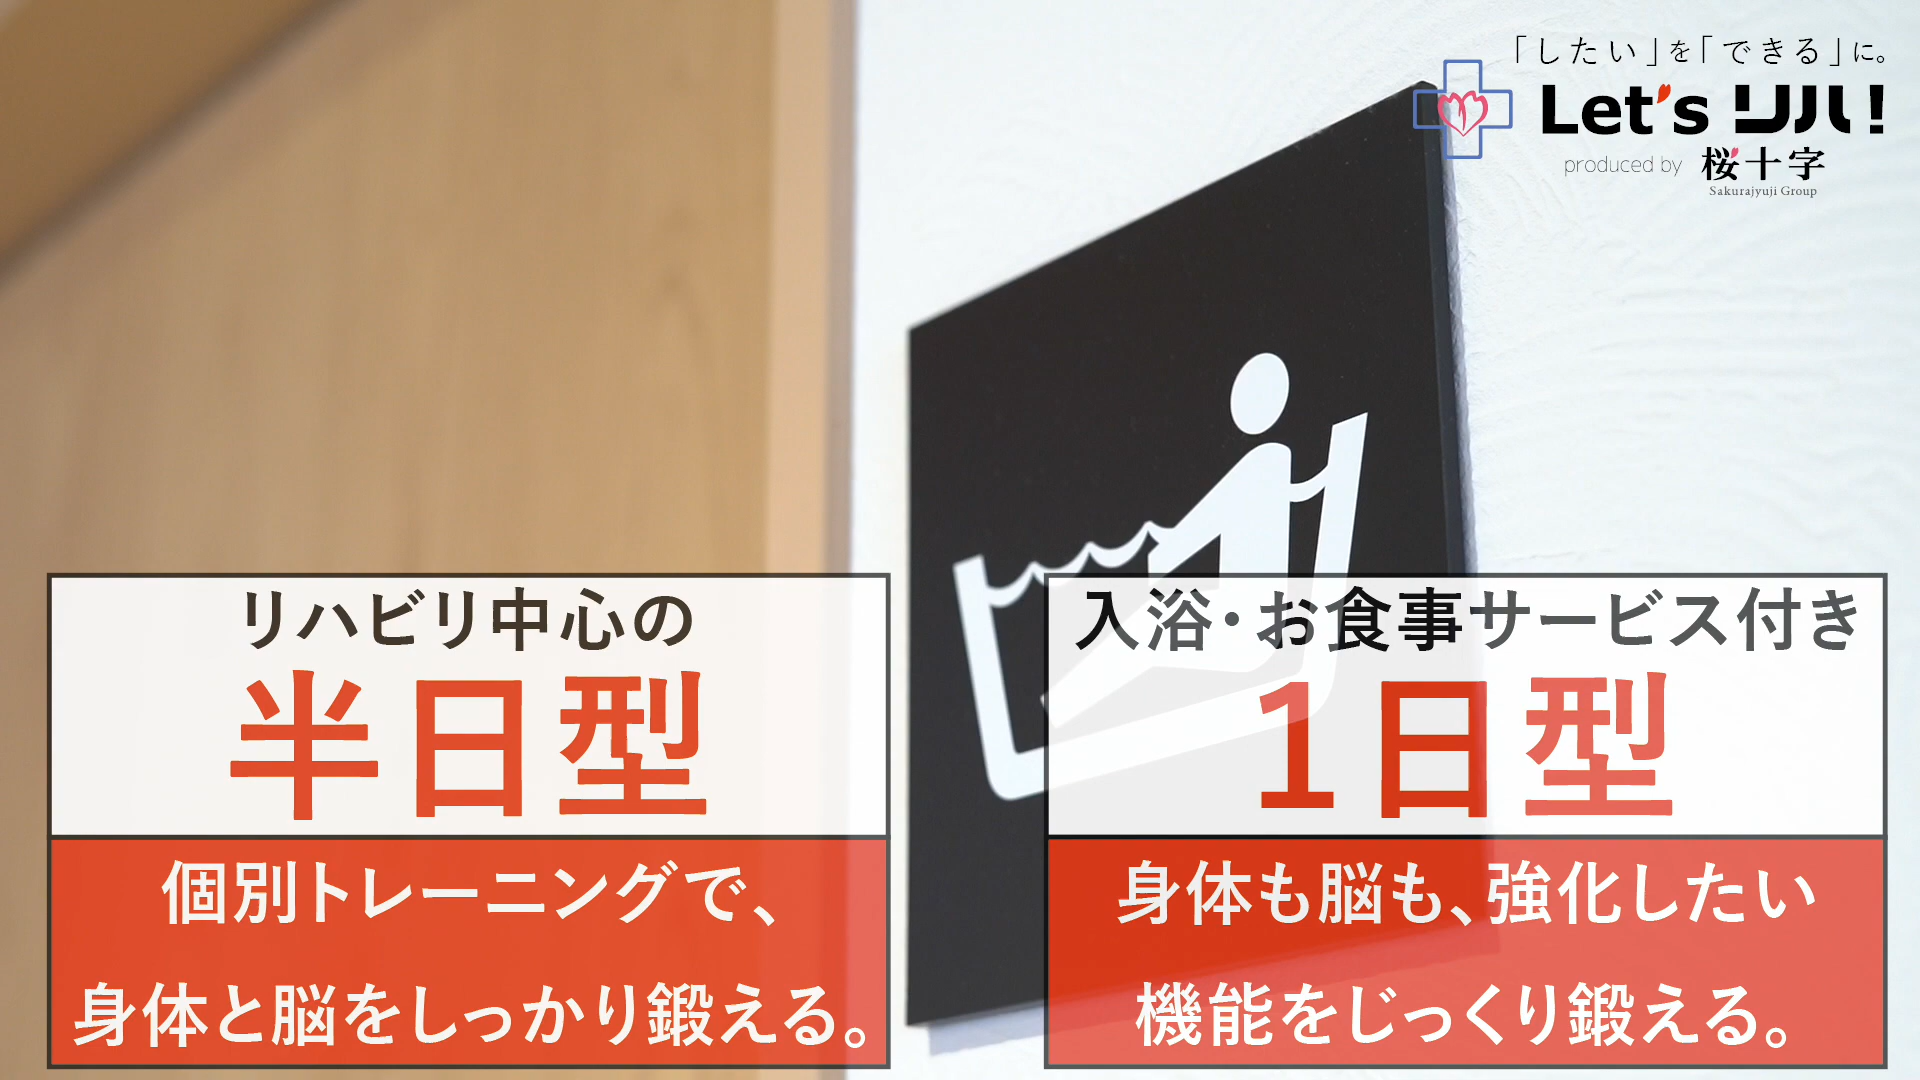 「したい」を「できる」に。
Let's リハ!
produced by 桜十字
Sakurajyuji Group
リハビリ中心の
半日型
個別トレーニングで、
身体と脳をしっかり鍛える。
入浴・お食事サービス付き
1日型
身体も脳も、強化したい
機能をじっくり鍛える。